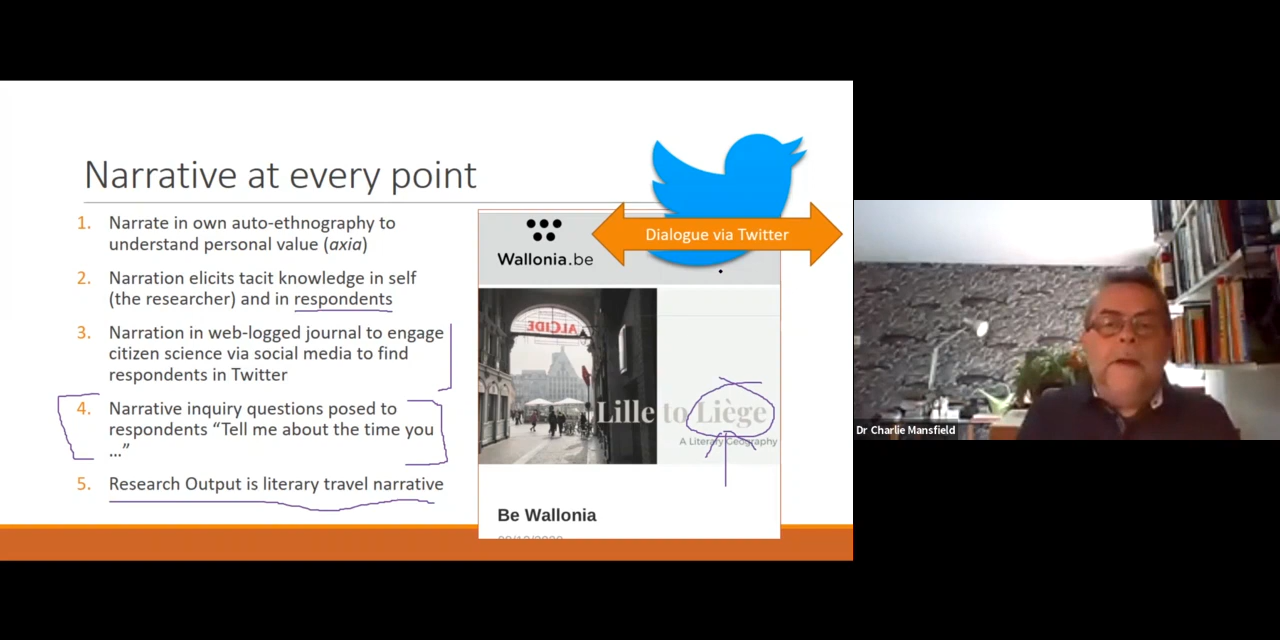 Narrative at every point
1. Narrate in own auto-ethnography to
understand personal value (axia)
2. Narration elicits tacit knowledge in self
(the researcher) and in respondents
3. Narration in web-logged journal to engage
citizen science via social media to find
respondents in Twitter
4. Narrative inquiry questions posed to
respondents “Tell me about the time you
…”
5. Research Output is literary travel narrative
Dialogue via Twitter
Wallonia.be
ALCIDE
Lille to Liège
A Literary Geography
Be Wallonia
Dr Charlie Mansfield